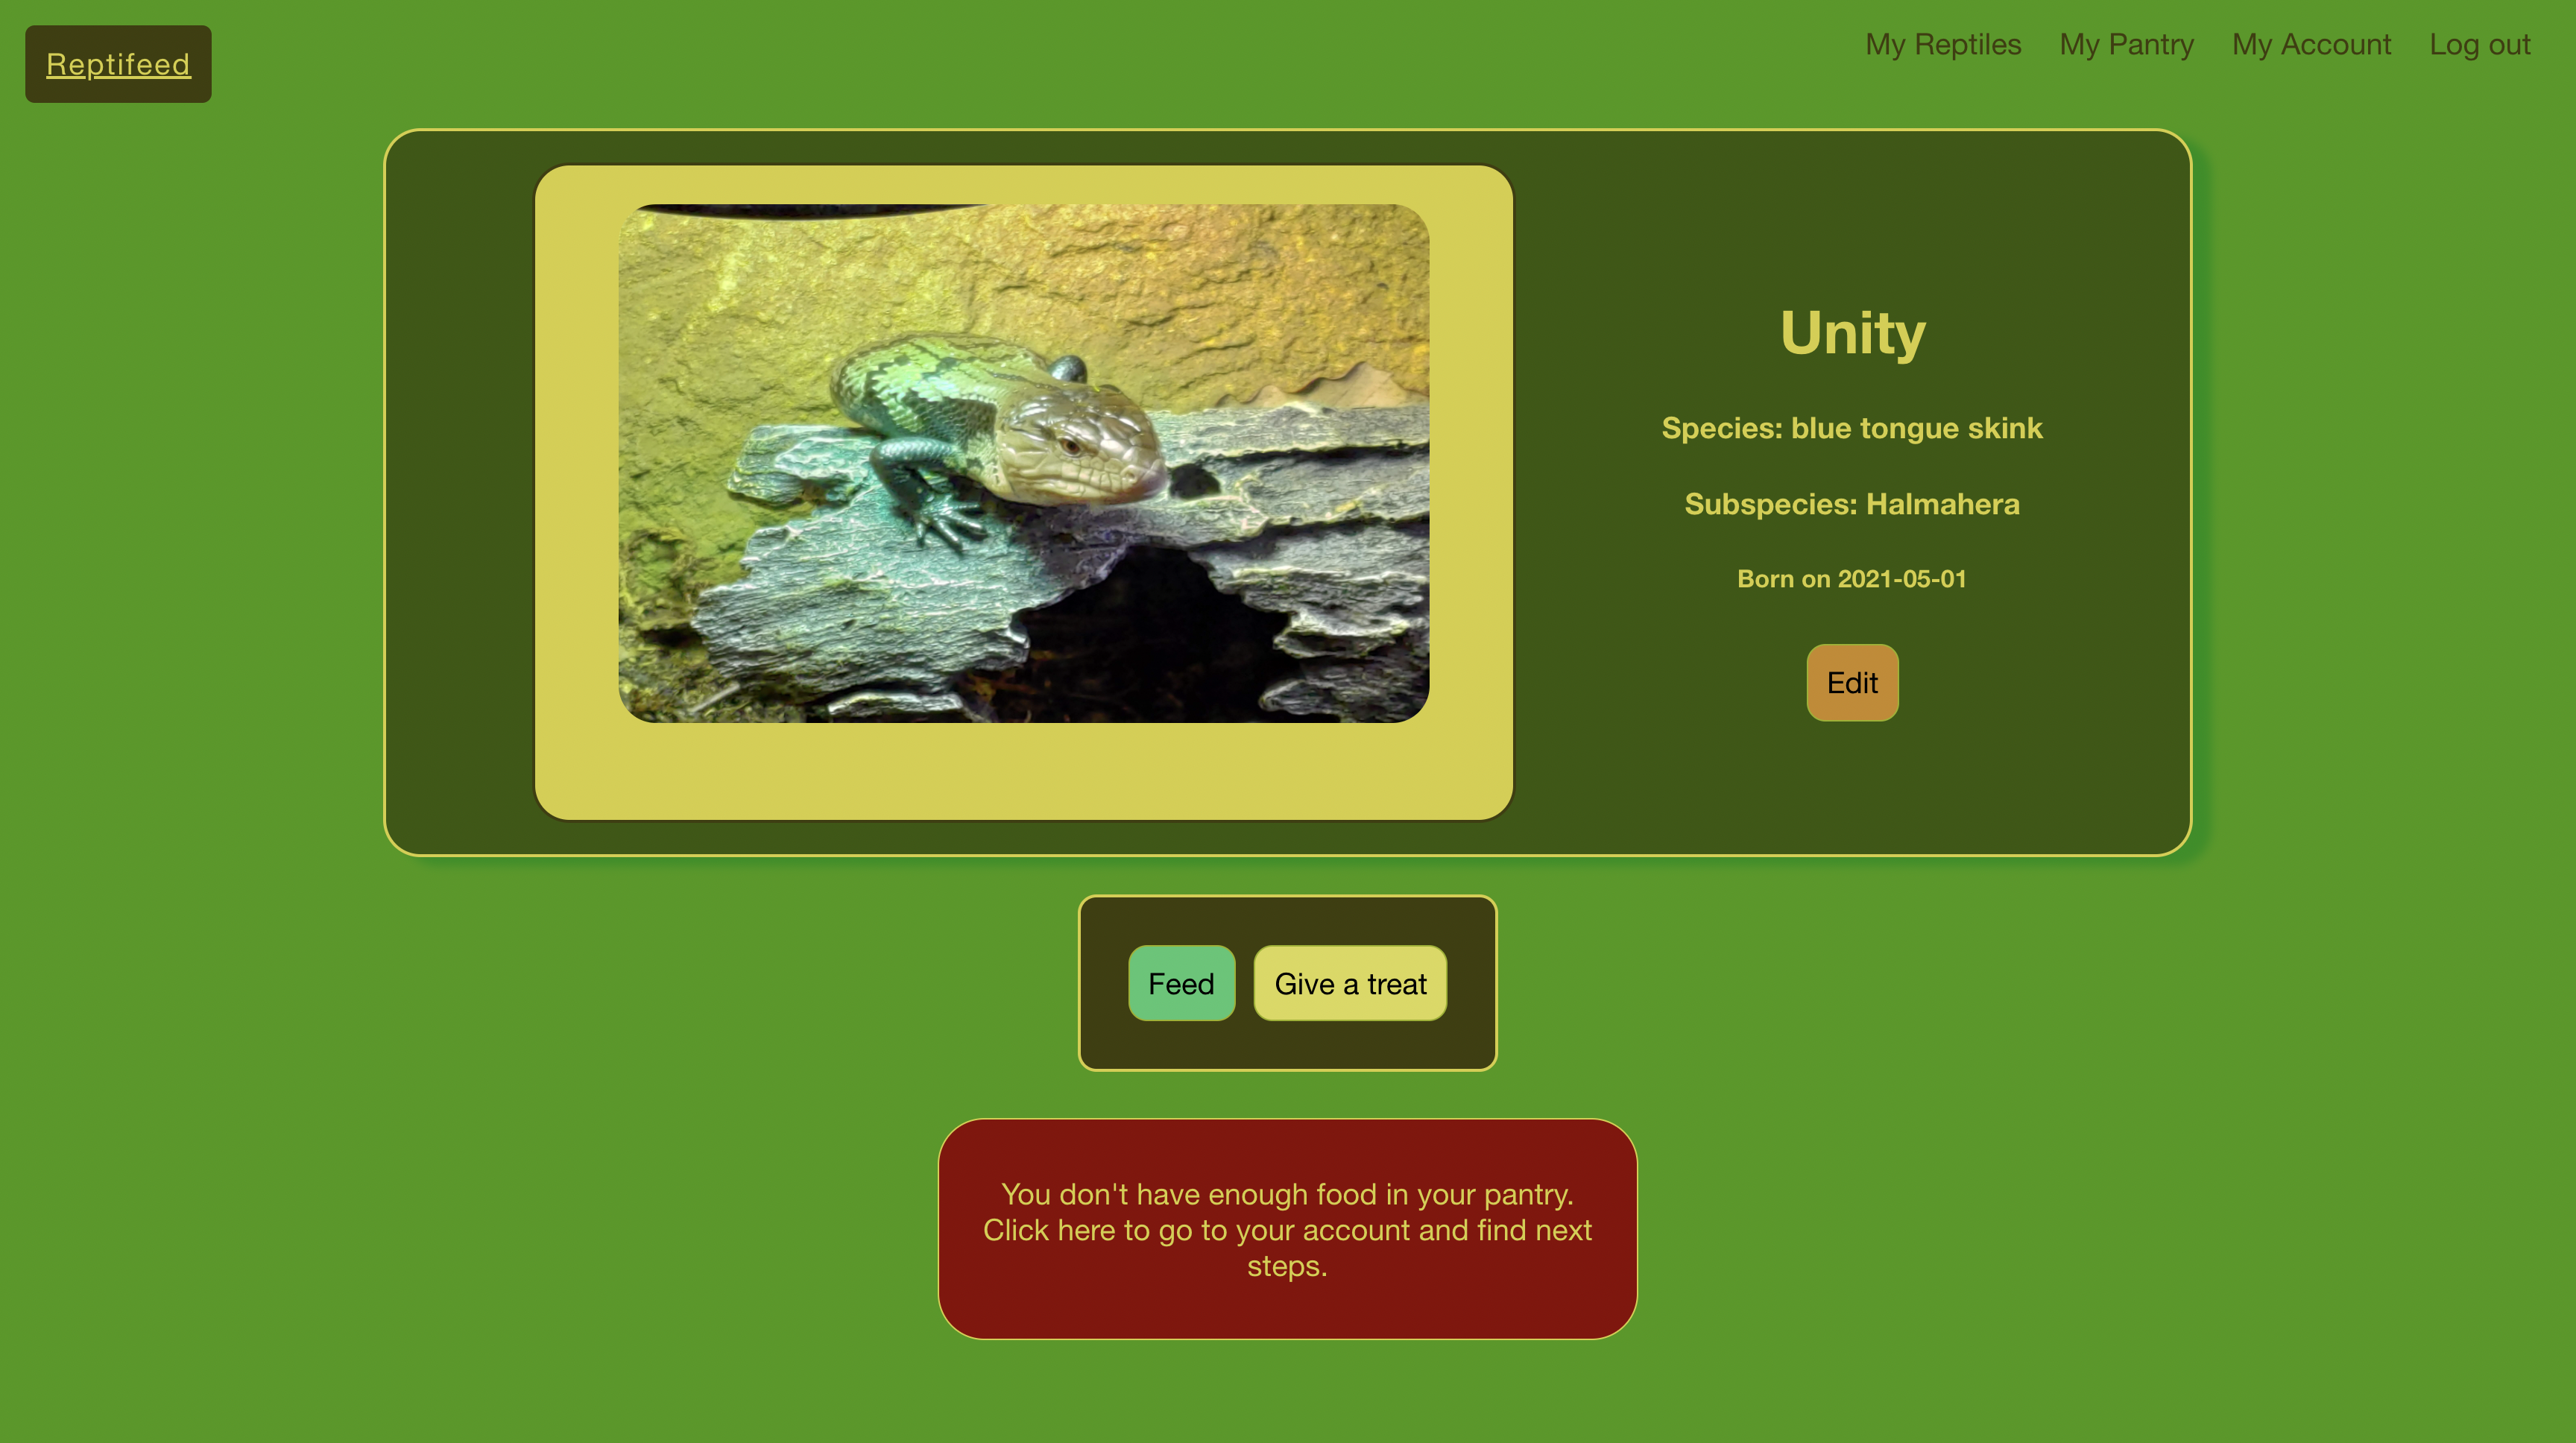 Reptifeed
My Reptiles My Pantry My Account Log out
Unity
Species: blue tongue skink
Subspecies: Halmahera
Born on 2021-05-01
Edit
Feed Give a treat
You don't have enough food in your pantry.
Click here to go to your account and find next
steps.